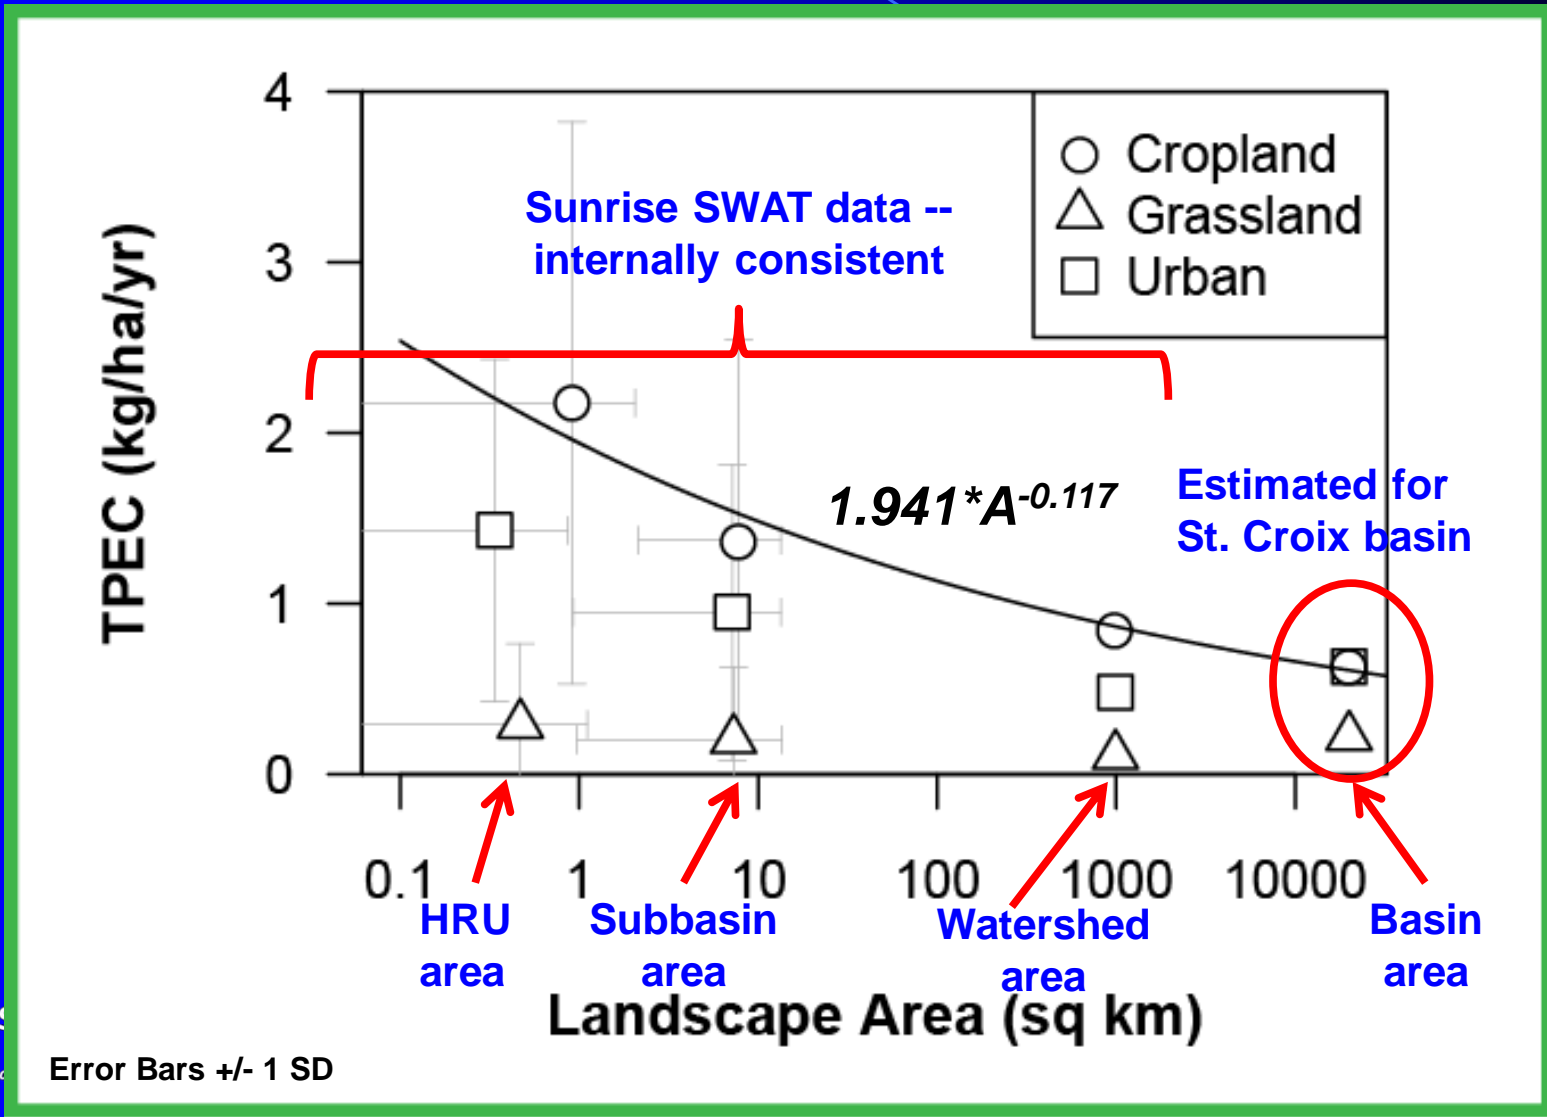 4
3
2
1
0
TPEC (kg/ha/yr)
Cropland
Grassland
Urban
Sunrise SWAT data --
internally consistent
1.941*A-0.117
Estimated for
St. Croix basin
0.1 1 10 100 1000 10000
HRU
area
Subbasin
area
Watershed
area
Basin
area
Landscape Area (sq km)
Error Bars +/- 1 SD